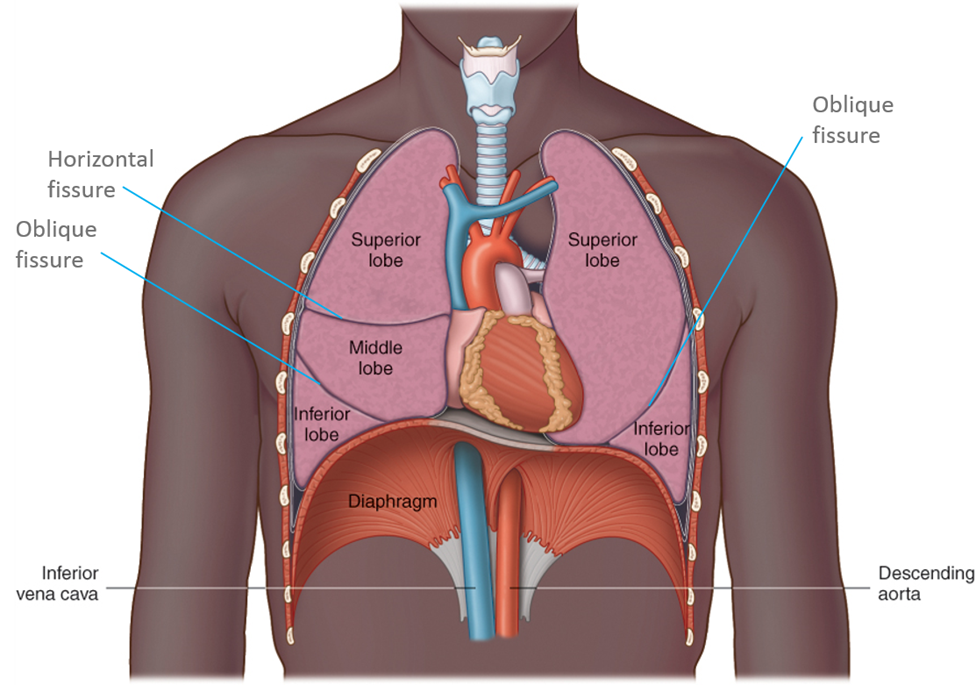 Oblique
fissure
Horizontal
fissure
Oblique
fissure
Superior
lobe
Superior
lobe
Middle
lobe
Inferior
lobe
Inferior
lobe
Diaphragm
Inferior
vena cava
Descending
aorta